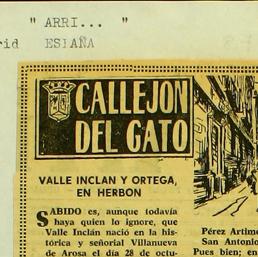 " ARRI... "
rid ESPAÑA
CALLEJON
DEL GATO
VALLE INCLAN Y ORTEGA,
EN HERBON
SABIDO es, aunque todavía
haya quien lo ignore, que
Valle Inclán nació en la his-
tórica y señorial Villanueva
de Arosa el día 28 de octu-
Pérez Artime
San Antonio
Pues bien; en